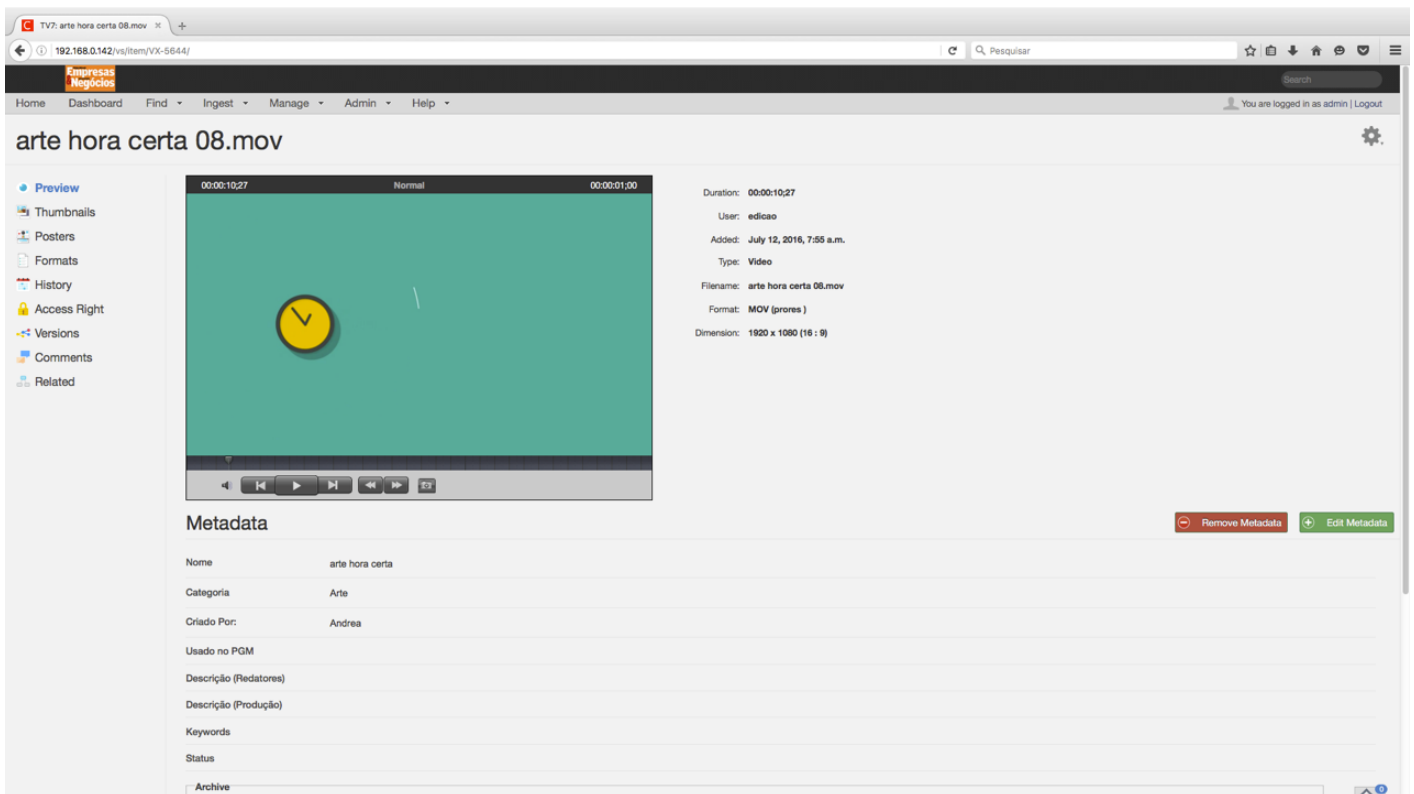 TV7: arte hora certa 08.mov
192.168.0.142/vs/item/VX-5644/
Pesquisar
Empresas
Negócios
Search
Home Dashboard Find Ingest Manage Admin Help
You are logged in as admin | Logout
arte hora certa 08.mov
Preview
Thumbnails
Posters
Formats
History
Access Right
Versions
Comments
Related
00:00:10;27 Normal 00:00:01;00
Duration: 00:00:10;27
User: edicao
Added: July 12, 2016, 7:55 a.m.
Type: Video
Filename: arte hora certa 08.mov
Format: MOV (prores )
Dimension: 1920 x 1080 (16 : 9)
Metadata
Remove Metadata
Edit Metadata
Nome arte hora certa
Categoria Arte
Criado Por: Andrea
Usado no PGM
Descrição (Redatores)
Descrição (Produção)
Keywords
Status
Archive
0